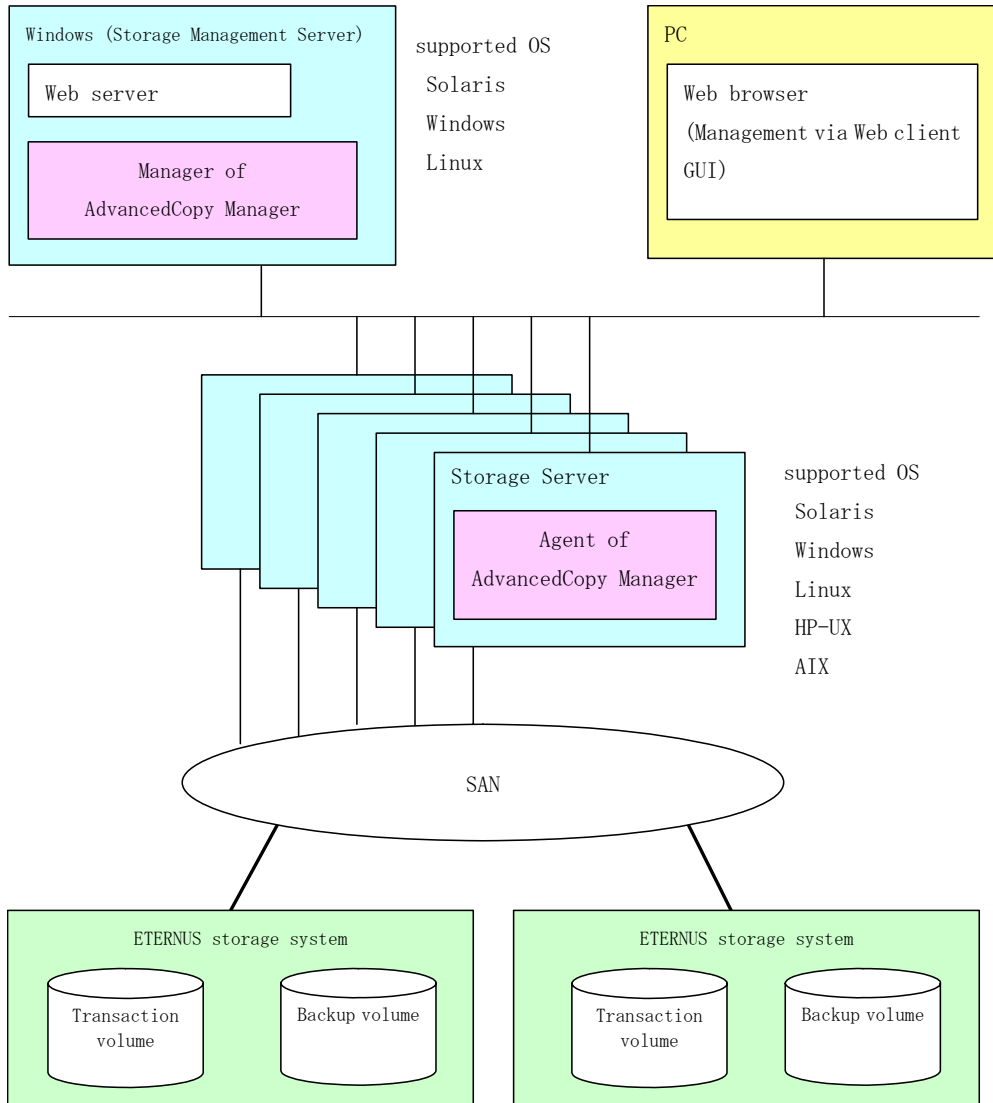 Windows (Storage Management Server)
Web server
Manager of
AdvancedCopy Manager
supported OS
Solaris
Windows
Linux
PC
Web browser
(Management via Web client
GUI)
Storage Server
Agent of
AdvancedCopy Manager
supported OS
Solaris
Windows
Linux
HP-UX
AIX
SAN
ETERNUS storage system
Transaction
volume
Backup volume
ETERNUS storage system
Transaction
volume
Backup volume